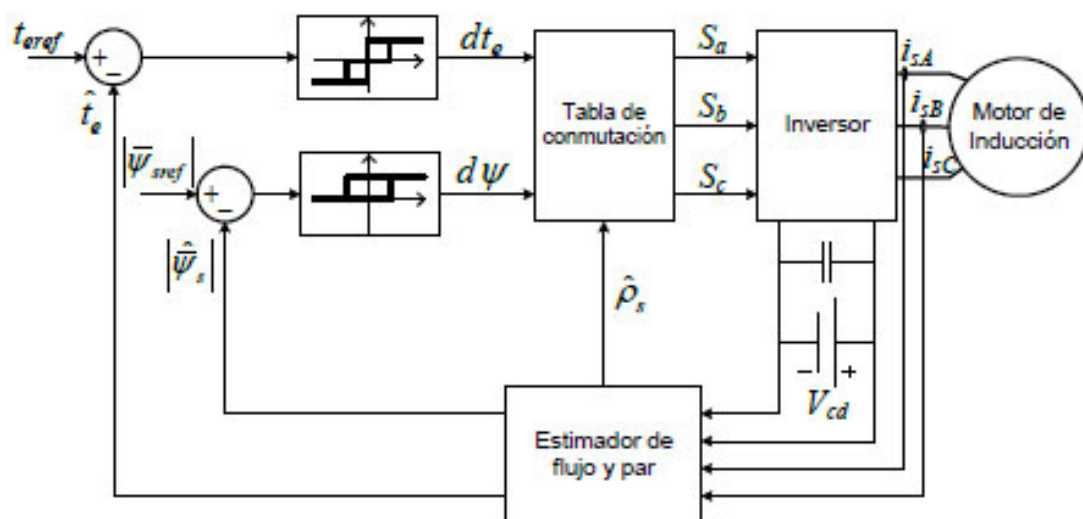 t_eref
+
−
t̂_e
dt_e
|ψ̄_sref|
+
−
|ψ̄̂_s|
dψ
Tabla de
conmutación
S_a
S_b
S_c
Inversor
i_sA
i_sB
i_sC
Motor de
Inducción
ρ̂_s
− +
V_cd
Estimador de
flujo y par